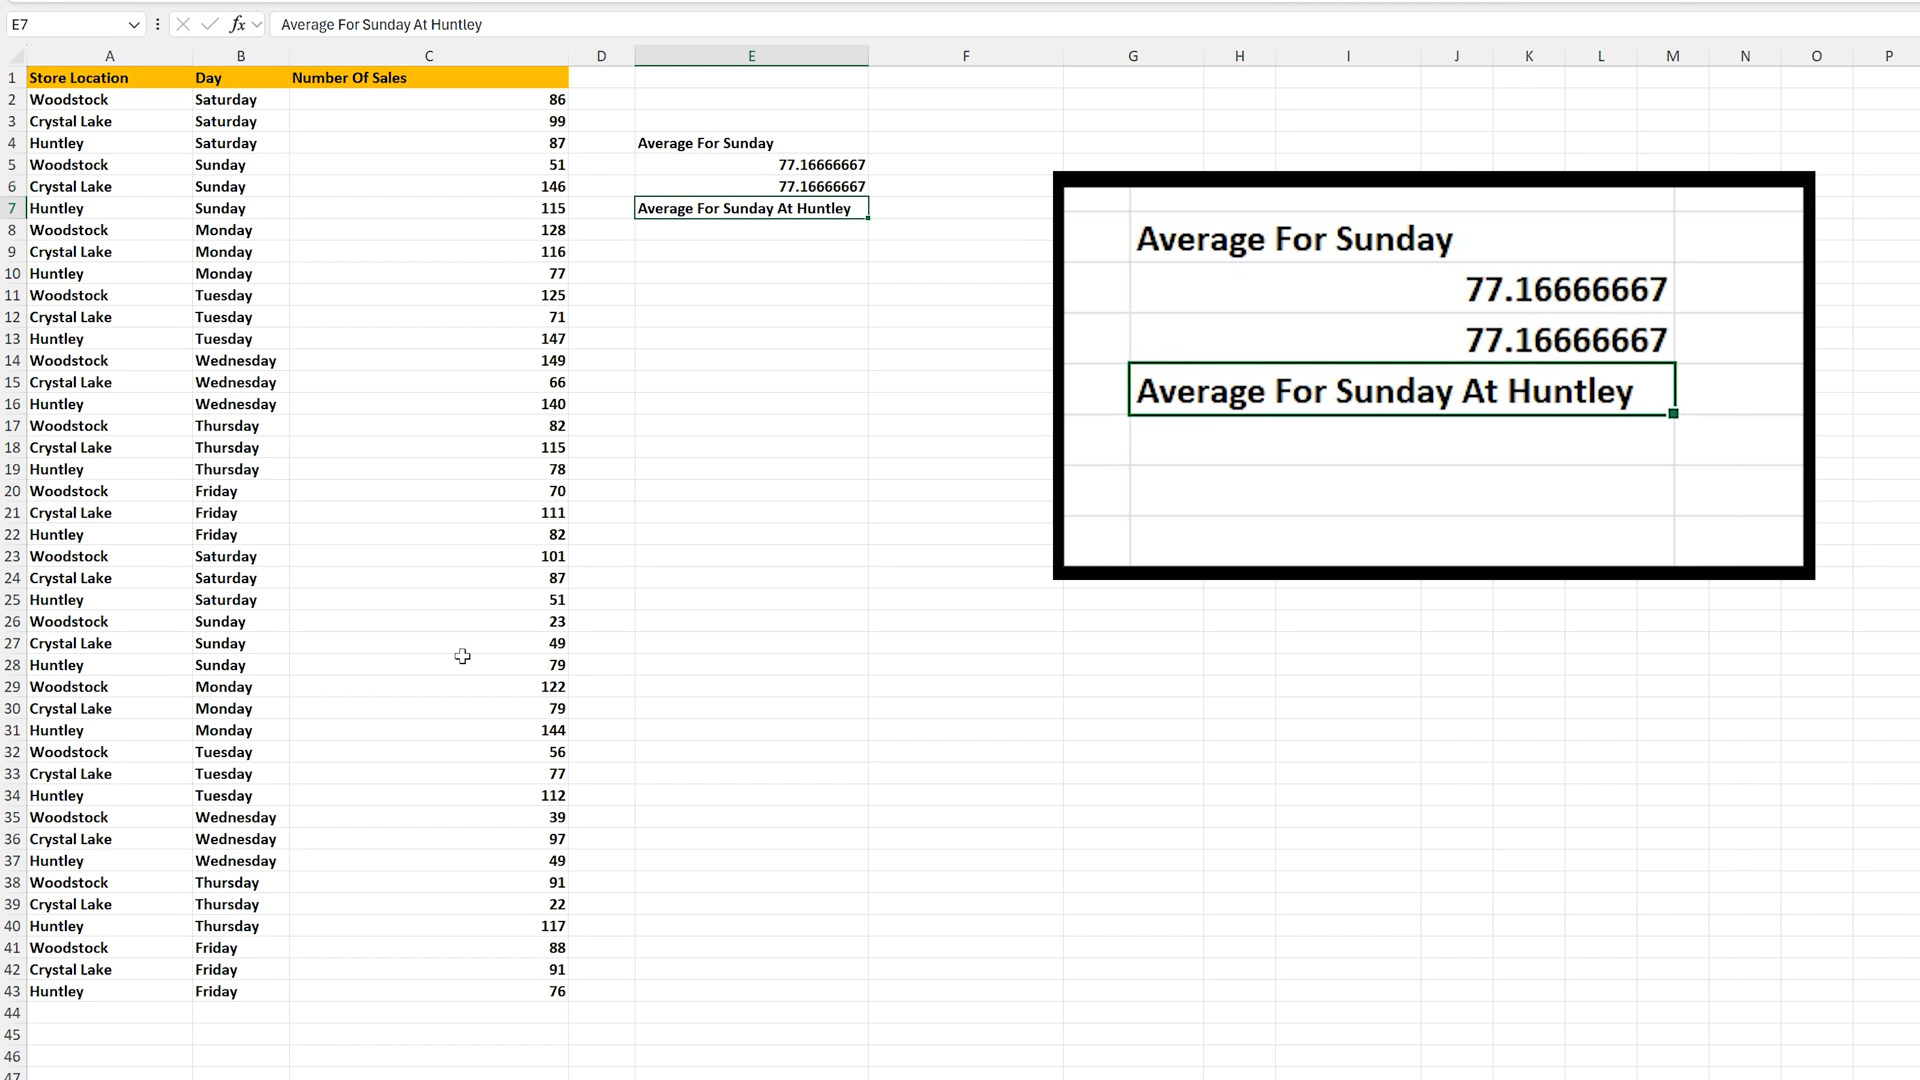 E7 fx Average For Sunday At Huntley
A B C D E F G H I J K L M N O P
1 Store Location Day Number Of Sales
2 Woodstock Saturday 86
3 Crystal Lake Saturday 99
4 Huntley Saturday 87 Average For Sunday
5 Woodstock Sunday 51 77.16666667
6 Crystal Lake Sunday 146 77.16666667
7 Huntley Sunday 115 Average For Sunday At Huntley
8 Woodstock Monday 128
9 Crystal Lake Monday 116
10 Huntley Monday 77
11 Woodstock Tuesday 125
12 Crystal Lake Tuesday 71
13 Huntley Tuesday 147
14 Woodstock Wednesday 149
15 Crystal Lake Wednesday 66
16 Huntley Wednesday 140
17 Woodstock Thursday 82
18 Crystal Lake Thursday 115
19 Huntley Thursday 78
20 Woodstock Friday 70
21 Crystal Lake Friday 111
22 Huntley Friday 82
23 Woodstock Saturday 101
24 Crystal Lake Saturday 87
25 Huntley Saturday 51
26 Woodstock Sunday 23
27 Crystal Lake Sunday 49
28 Huntley Sunday 79
29 Woodstock Monday 122
30 Crystal Lake Monday 79
31 Huntley Monday 144
32 Woodstock Tuesday 56
33 Crystal Lake Tuesday 77
34 Huntley Tuesday 112
35 Woodstock Wednesday 39
36 Crystal Lake Wednesday 97
37 Huntley Wednesday 49
38 Woodstock Thursday 91
39 Crystal Lake Thursday 22
40 Huntley Thursday 117
41 Woodstock Friday 88
42 Crystal Lake Friday 91
43 Huntley Friday 76
44
45
46
47
Average For Sunday
77.16666667
77.16666667
Average For Sunday At Huntley